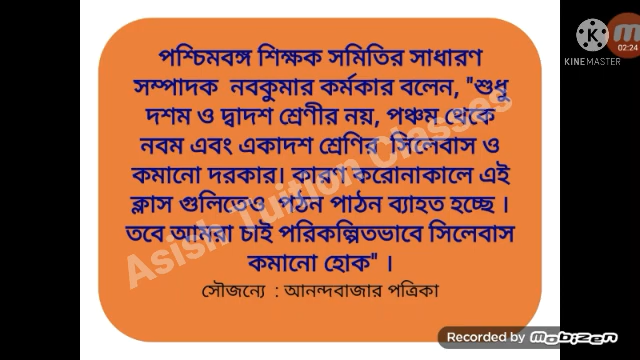 পশ্চিমবঙ্গ শিক্ষক সমিতির সাধারণ
সম্পাদক নবকুমার কর্মকার বলেন, "শুধু
দশম ও দ্বাদশ শ্রেণীর নয়, পঞ্চম থেকে
নবম এবং একাদশ শ্রেণির সিলেবাস ও
কমানো দরকার। কারণ করোনাকালে এই
ক্লাস গুলিতেও পঠন পাঠন ব্যাহত হচ্ছে ।
তবে আমরা চাই পরিকল্পিতভাবে সিলেবাস
কমানো হোক" ।
সৌজন্যে : আনন্দবাজার পত্রিকা
Asish Tuition Classes
KINEMASTER
02:24
Recorded by Mobizen